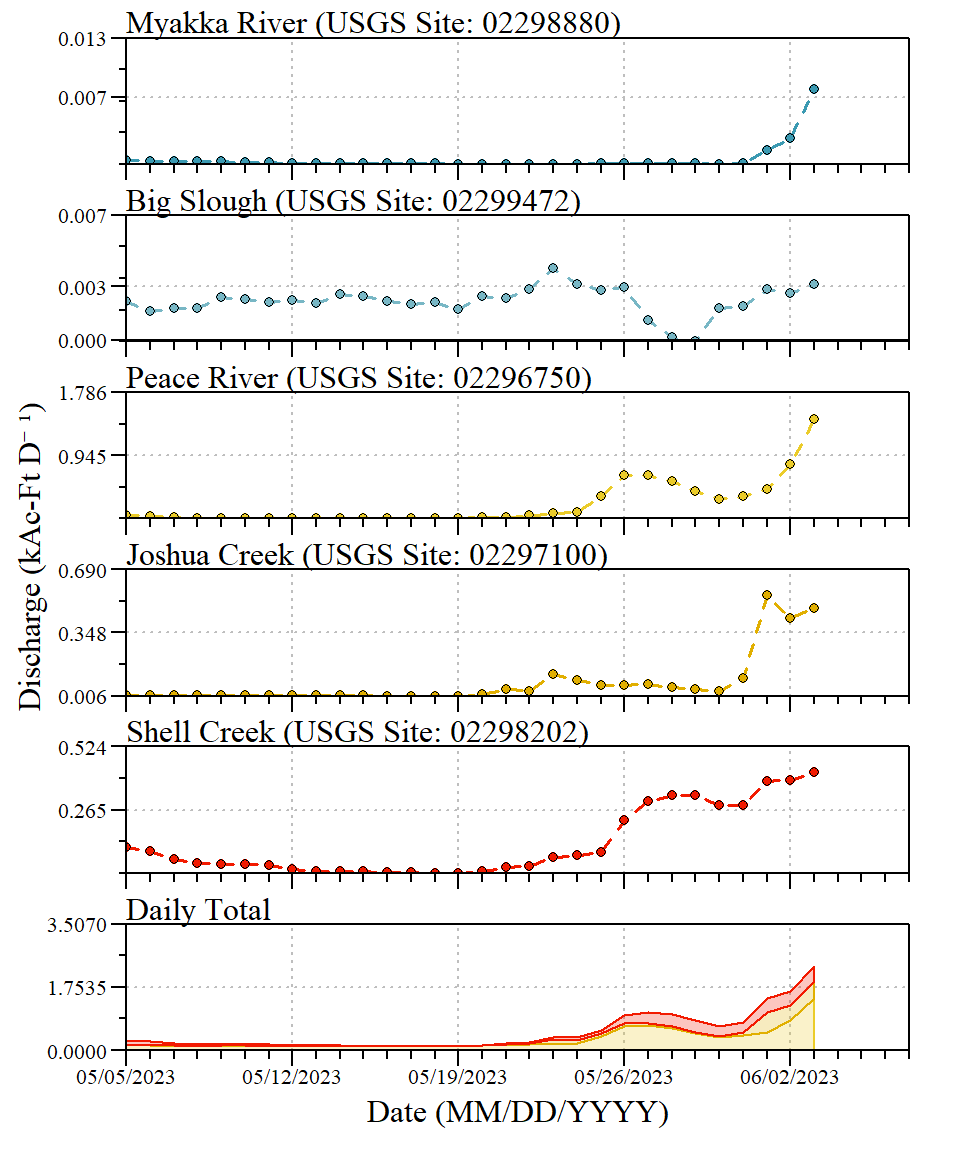 Myakka River (USGS Site: 02298880)
0.013
0.007
Big Slough (USGS Site: 02299472)
0.007
0.003
0.000
Peace River (USGS Site: 02296750)
1.786
0.945
Joshua Creek (USGS Site: 02297100)
0.690
0.348
0.006
Shell Creek (USGS Site: 02298202)
0.524
0.265
Daily Total
3.5070
1.7535
0.0000
Discharge (kAc-Ft D⁻¹)
05/05/2023 05/12/2023 05/19/2023 05/26/2023 06/02/2023
Date (MM/DD/YYYY)